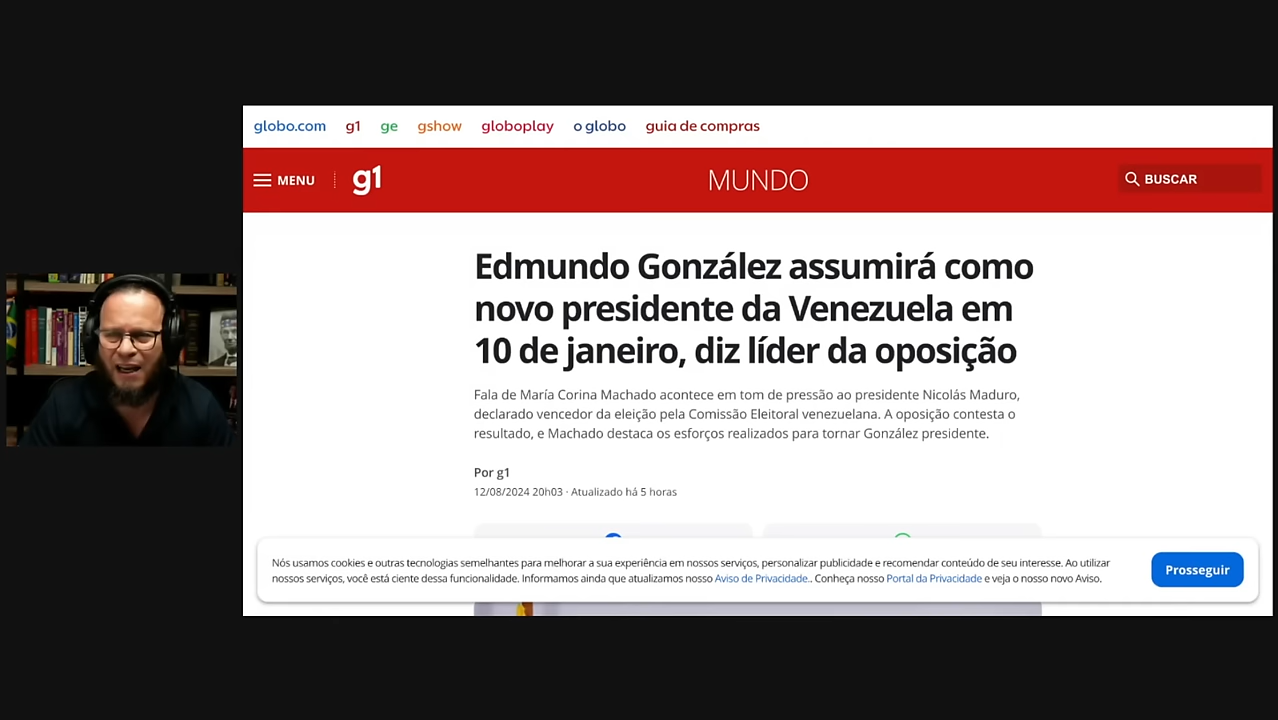 globo.com g1 ge gshow globoplay o globo guia de compras
MENU g1 MUNDO BUSCAR
Edmundo González assumirá como
novo presidente da Venezuela em
10 de janeiro, diz líder da oposição
Fala de María Corina Machado acontece em tom de pressão ao presidente Nicolás Maduro,
declarado vencedor da eleição pela Comissão Eleitoral venezuelana. A oposição contesta o
resultado, e Machado destaca os esforços realizados para tornar González presidente.
Por g1
12/08/2024 20h03 · Atualizado há 5 horas
Nós usamos cookies e outras tecnologias semelhantes para melhorar a sua experiência em nossos serviços, personalizar publicidade e recomendar conteúdo de seu interesse. Ao utilizar
nossos serviços, você está ciente dessa funcionalidade. Informamos ainda que atualizamos nosso Aviso de Privacidade.. Conheça nosso Portal da Privacidade e veja o nosso novo Aviso.
Prosseguir